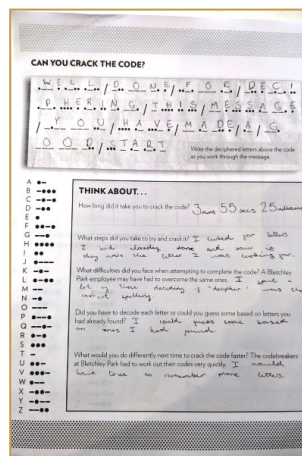 CAN YOU CRACK THE CODE?
WELL / DONE / FOR / DECI
PHERING / THIS / MESSAGE
/ YOU / HAVE / MADE / A / G
OOD / START
Write the deciphered letters above the code
as you work through the message
A •–
B –•••
C –•–•
D –••
E •
F ••–•
G ––•
H ••••
I ••
J •–––
K –•–
L •–••
M ––
N –•
O –––
P •––•
Q ––•–
R •–•
S •••
T –
U ••–
V •••–
W •––
X –••–
Y –•––
Z ––••
THINK ABOUT...
How long did it take you to crack the code? 3 mins 55 secs 25
What steps did you take to try and crack it? I looked for letters
I had already done and saw if
they were the letter I was looking for.
What difficulties did you face when attempting to complete the code? A Bletchley
Park employee may have had to overcome the same. I spent a
lot of time deciding if 'decipher' was the
correct spelling.
Did you have to decode each letter or could you guess some based on letters you
had already found? I could guess some based
on ones I had found.
What would you do differently next time to crack the code faster? The codebreakers
at Bletchley Park had to work out their codes very quickly. I would
have to remember more letters.